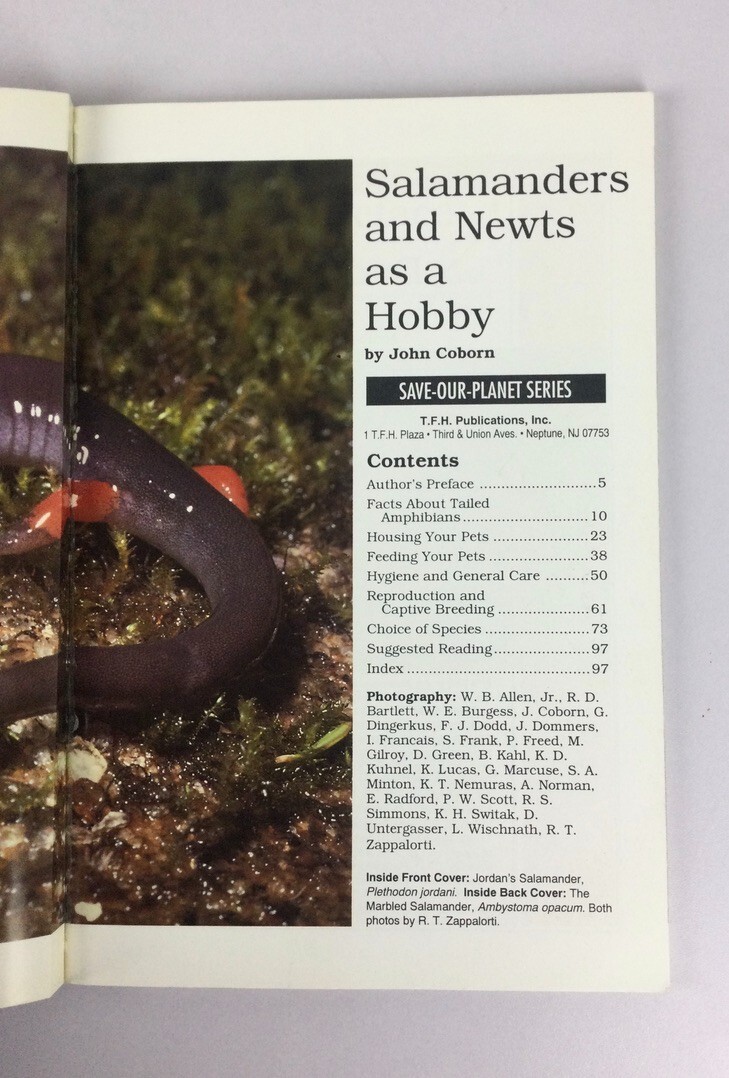 Salamanders
and Newts
as a
Hobby
by John Coborn
SAVE-OUR-PLANET SERIES
T.F.H. Publications, Inc.
1 T.F.H. Plaza • Third & Union Aves. • Neptune, NJ 07753
Contents
Author's Preface ............................5
Facts About Tailed
Amphibians..............................10
Housing Your Pets .......................23
Feeding Your Pets ........................38
Hygiene and General Care ..........50
Reproduction and
Captive Breeding ......................61
Choice of Species .........................73
Suggested Reading.......................97
Index ............................................97
Photography: W. B. Allen, Jr., R. D.
Bartlett, W. E. Burgess, J. Coborn, G.
Dingerkus, F. J. Dodd, J. Dommers,
I. Francais, S. Frank, P. Freed, M.
Gilroy, D. Green, B. Kahl, K. D.
Kuhnel, K. Lucas, G. Marcuse, S. A.
Minton, K. T. Nemuras, A. Norman,
E. Radford, P. W. Scott, R. S.
Simmons, K. H. Switak, D.
Untergasser, L. Wischnath, R. T.
Zappalorti.
Inside Front Cover: Jordan's Salamander,
Plethodon jordani. Inside Back Cover: The
Marbled Salamander, Ambystoma opacum. Both
photos by R. T. Zappalorti.